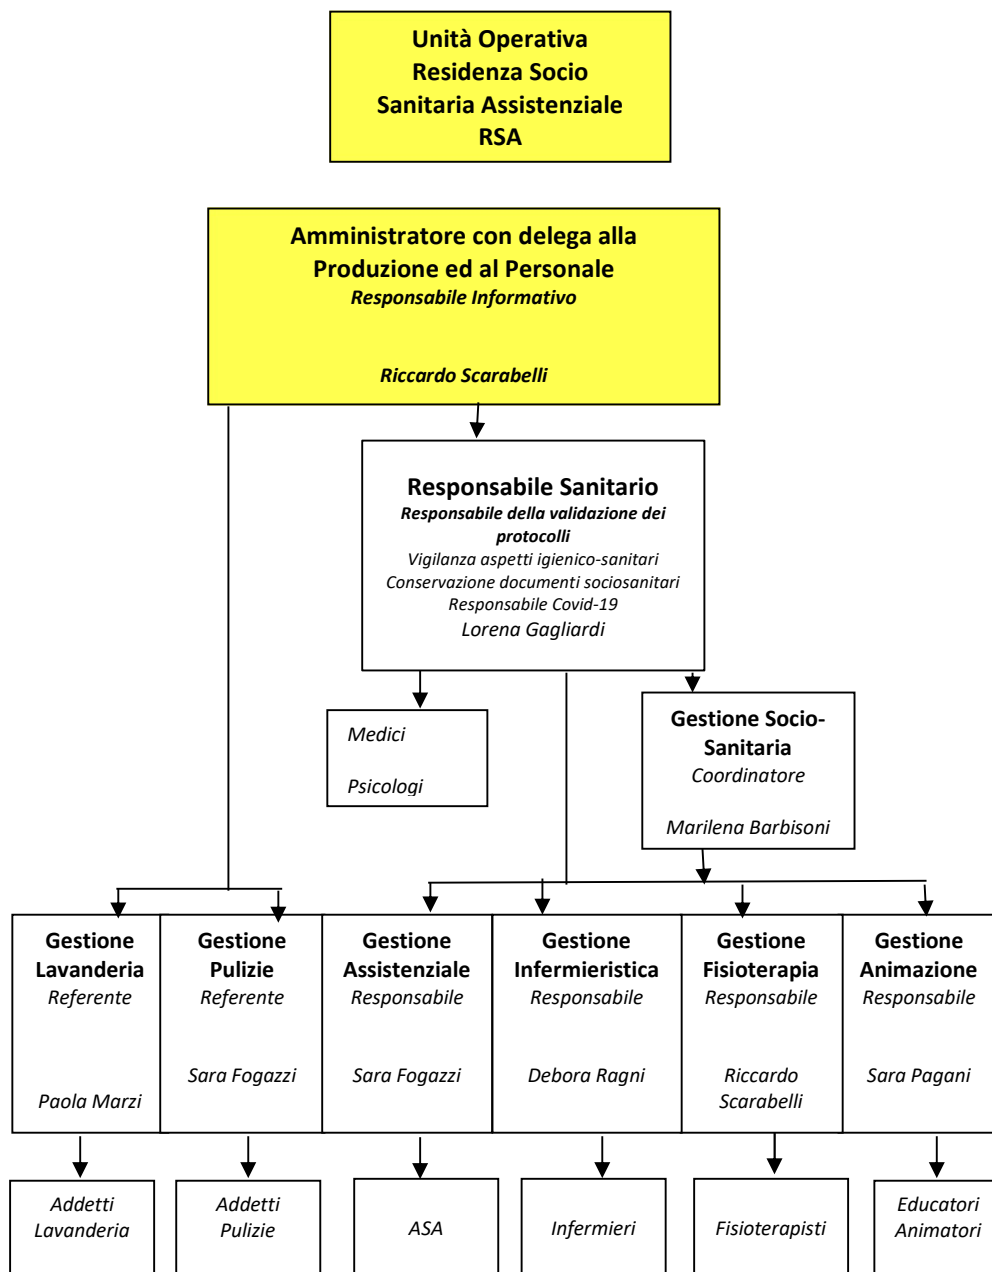 Unità Operativa
Residenza Socio
Sanitaria Assistenziale
RSA
Amministratore con delega alla
Produzione ed al Personale
Responsabile Informativo
Riccardo Scarabelli
Responsabile Sanitario
Responsabile della validazione dei
protocolli
Vigilanza aspetti igienico-sanitari
Conservazione documenti sociosanitari
Responsabile Covid-19
Lorena Gagliardi
Medici
Psicologi
Gestione Socio-
Sanitaria
Coordinatore
Marilena Barbisoni
Gestione
Lavanderia
Referente
Paola Marzi
Gestione
Pulizie
Referente
Sara Fogazzi
Gestione
Assistenziale
Responsabile
Sara Fogazzi
Gestione
Infermieristica
Responsabile
Debora Ragni
Gestione
Fisioterapia
Responsabile
Riccardo
Scarabelli
Gestione
Animazione
Responsabile
Sara Pagani
Addetti
Lavanderia
Addetti
Pulizie
ASA
Infermieri
Fisioterapisti
Educatori
Animatori